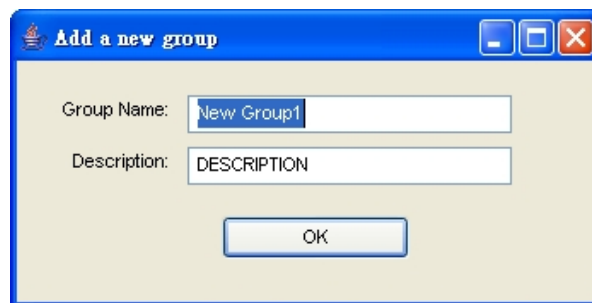 Add a new group
Group Name: New Group1
Description: DESCRIPTION
OK